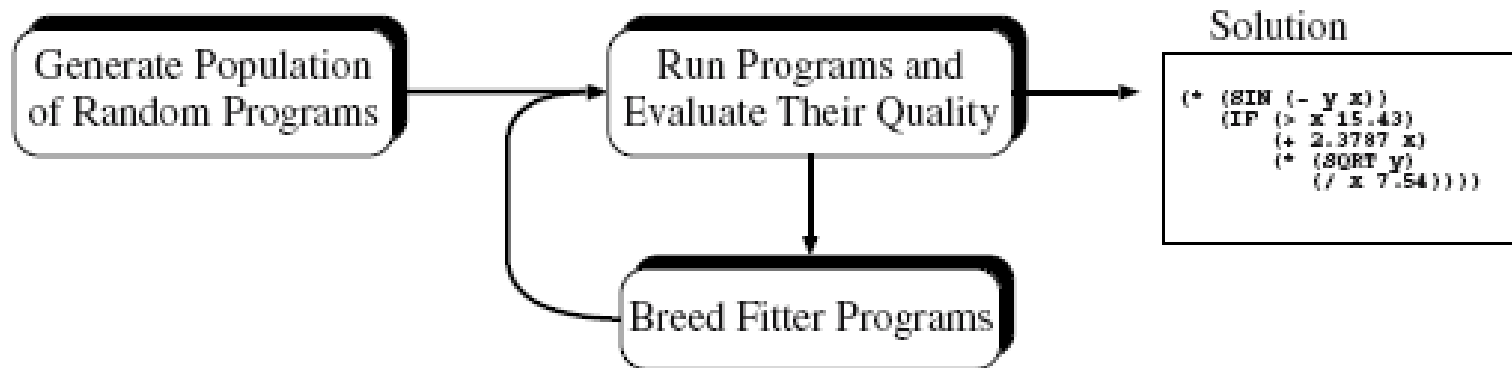 Generate Population
of Random Programs
Run Programs and
Evaluate Their Quality
Breed Fitter Programs
Solution
(* (SIN (- y x))
(IF (> x 15.43)
(+ 2.3787 x)
(* (SQRT y)
(/ x 7.54))))